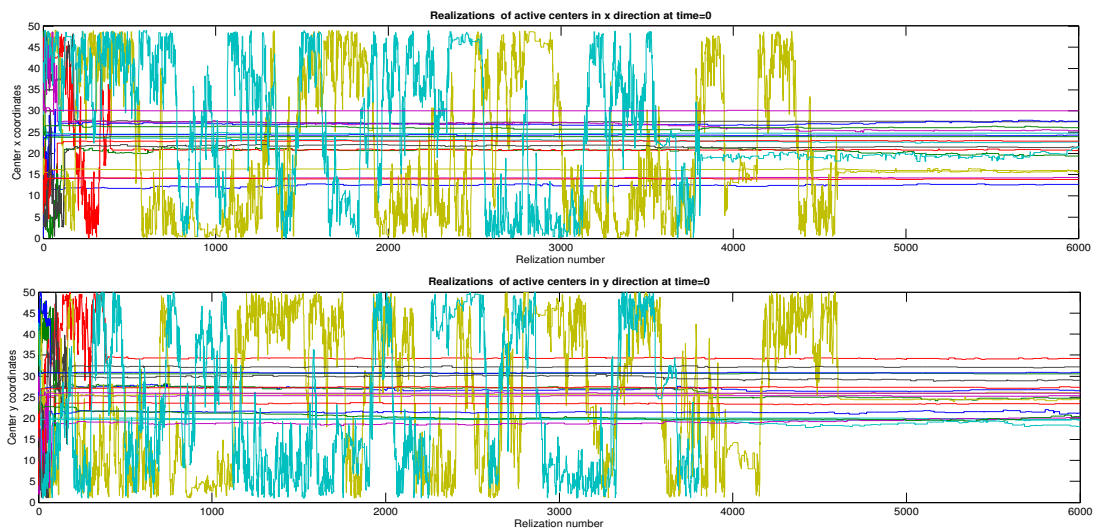 Realizations of active centers in x direction at time=0
Center x coordinates
50
45
40
35
30
25
20
15
10
5
0
0 1000 2000 3000 4000 5000 6000
Relization number
Realizations of active centers in y direction at time=0
Center y coordinates
50
45
40
35
30
25
20
15
10
5
0
0 1000 2000 3000 4000 5000 6000
Relization number